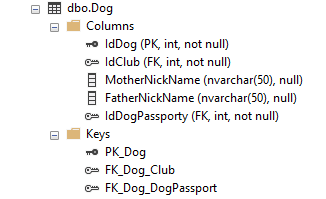 dbo.Dog
Columns
IdDog (PK, int, not null)
IdClub (FK, int, not null)
MotherNickName (nvarchar(50), null)
FatherNickName (nvarchar(50), null)
IdDogPassporty (FK, int, not null)
Keys
PK_Dog
FK_Dog_Club
FK_Dog_DogPassport